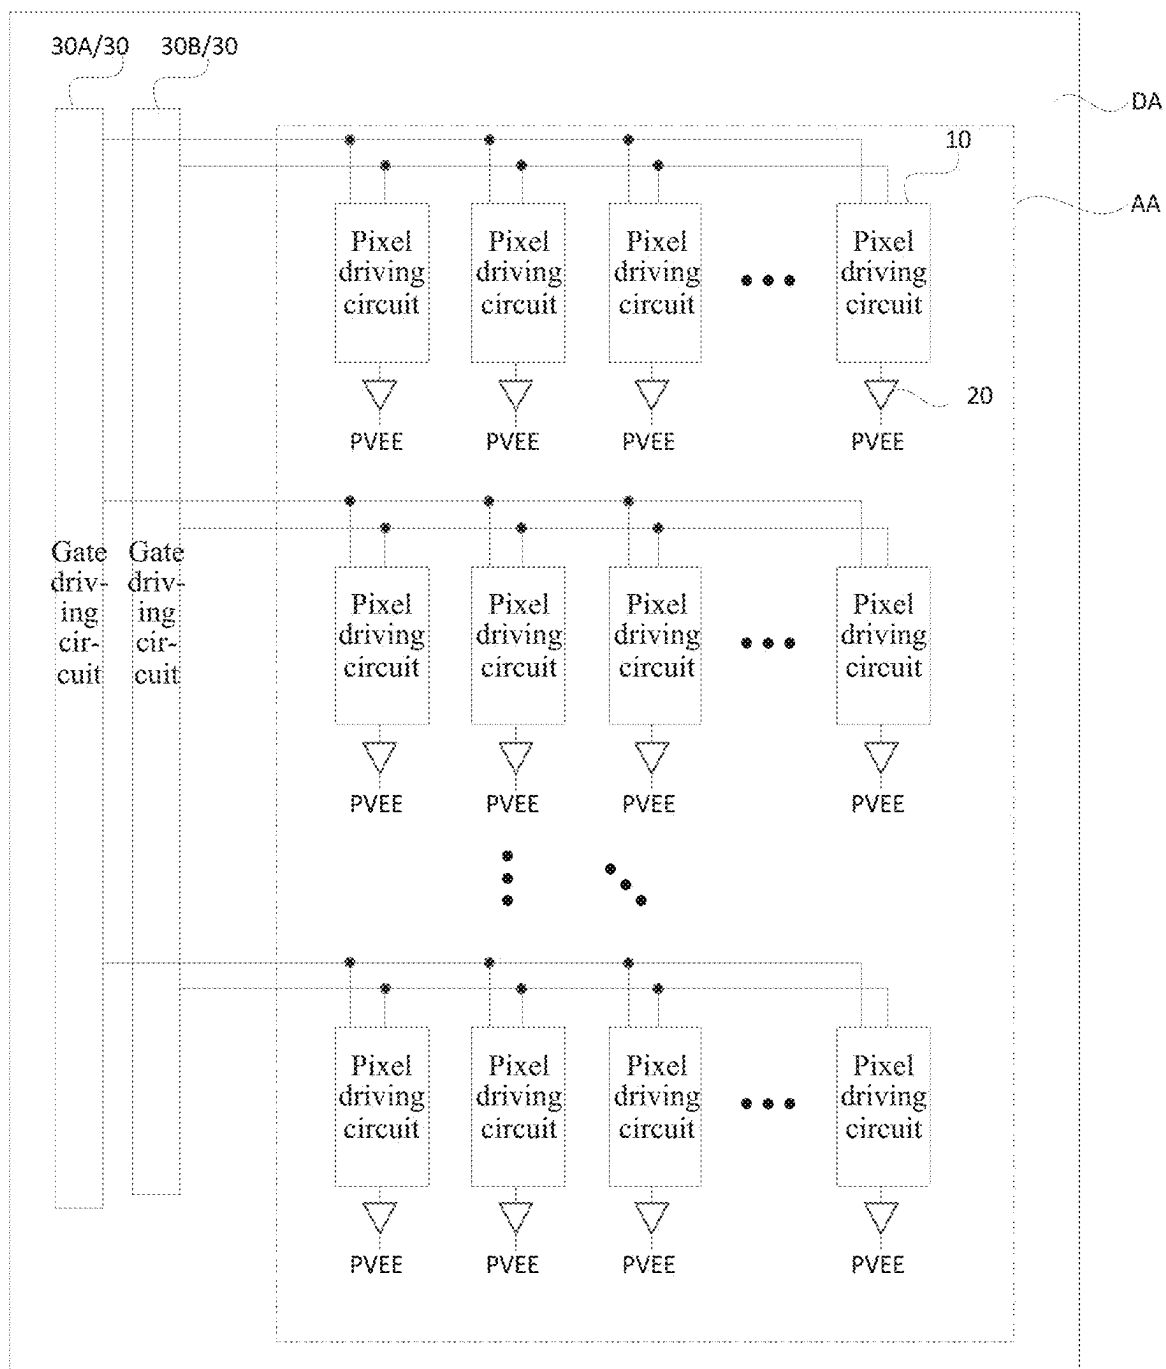 30A/30 30B/30
DA
10
AA
Pixel driving circuit
Pixel driving circuit
Pixel driving circuit
Pixel driving circuit
20
PVEE PVEE PVEE PVEE
Gate
driv-
ing
cir-
cuit
Gate
driv-
ing
cir-
cuit
Pixel driving circuit
Pixel driving circuit
Pixel driving circuit
Pixel driving circuit
PVEE PVEE PVEE PVEE
Pixel driving circuit
Pixel driving circuit
Pixel driving circuit
Pixel driving circuit
PVEE PVEE PVEE PVEE